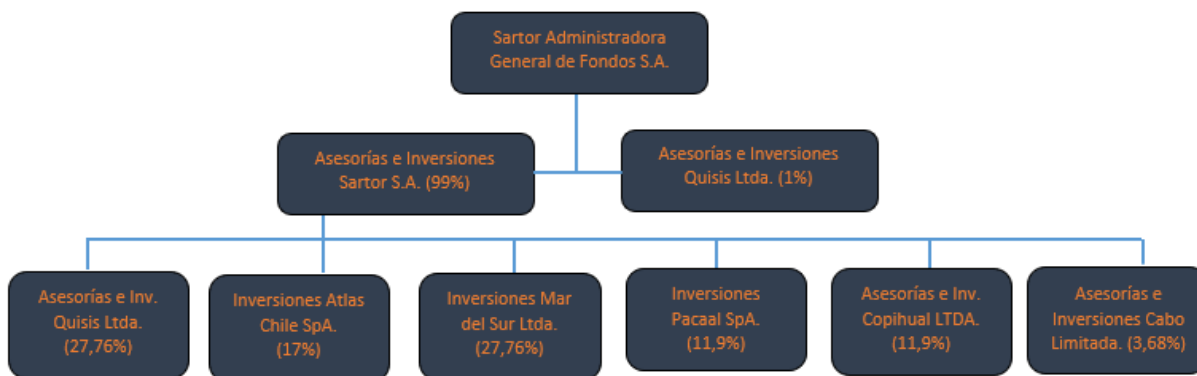 Sartor Administradora
General de Fondos S.A.
Asesorías e Inversiones
Sartor S.A. (99%)
Asesorías e Inversiones
Quisis Ltda. (1%)
Asesorías e Inv.
Quisis Ltda.
(27,76%)
Inversiones Atlas
Chile SpA.
(17%)
Inversiones Mar
del Sur Ltda.
(27,76%)
Inversiones
Pacaal SpA.
(11,9%)
Asesorías e Inv.
Copihual LTDA.
(11,9%)
Asesorías e
Inversiones Cabo
Limitada. (3,68%)